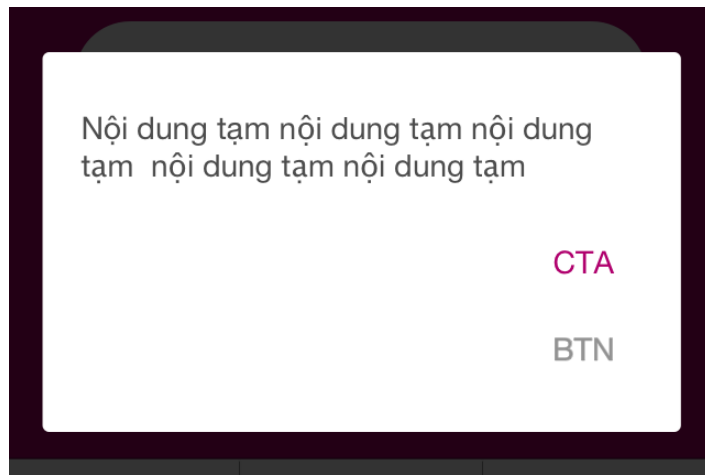 Nội dung tạm nội dung tạm nội dung
tạm  nội dung tạm nội dung tạm
CTA
BTN